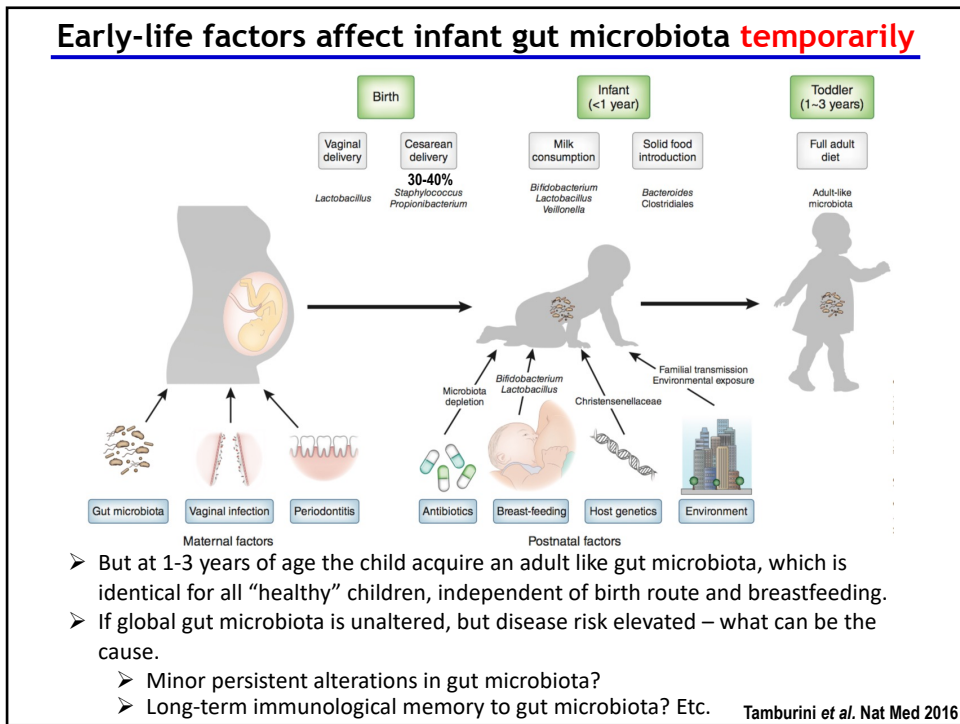 Early-life factors affect infant gut microbiota temporarily
Birth
Infant
(<1 year)
Toddler
(1~3 years)
Vaginal
delivery
Cesarean
delivery
Milk
consumption
Solid food
introduction
Full adult
diet
30-40%
Lactobacillus
Staphylococcus
Propionibacterium
Bifidobacterium
Lactobacillus
Veillonella
Bacteroides
Clostridiales
Adult-like
microbiota
Microbiota
depletion
Bifidobacterium
Lactobacillus
Christensenellaceae
Familial transmission
Environmental exposure
Gut microbiota
Vaginal infection
Periodontitis
Antibiotics
Breast-feeding
Host genetics
Environment
Maternal factors
Postnatal factors
➢ But at 1-3 years of age the child acquire an adult like gut microbiota, which is
identical for all “healthy” children, independent of birth route and breastfeeding.
➢ If global gut microbiota is unaltered, but disease risk elevated – what can be the
cause.
➢ Minor persistent alterations in gut microbiota?
➢ Long-term immunological memory to gut microbiota? Etc.
Tamburini et al. Nat Med 2016